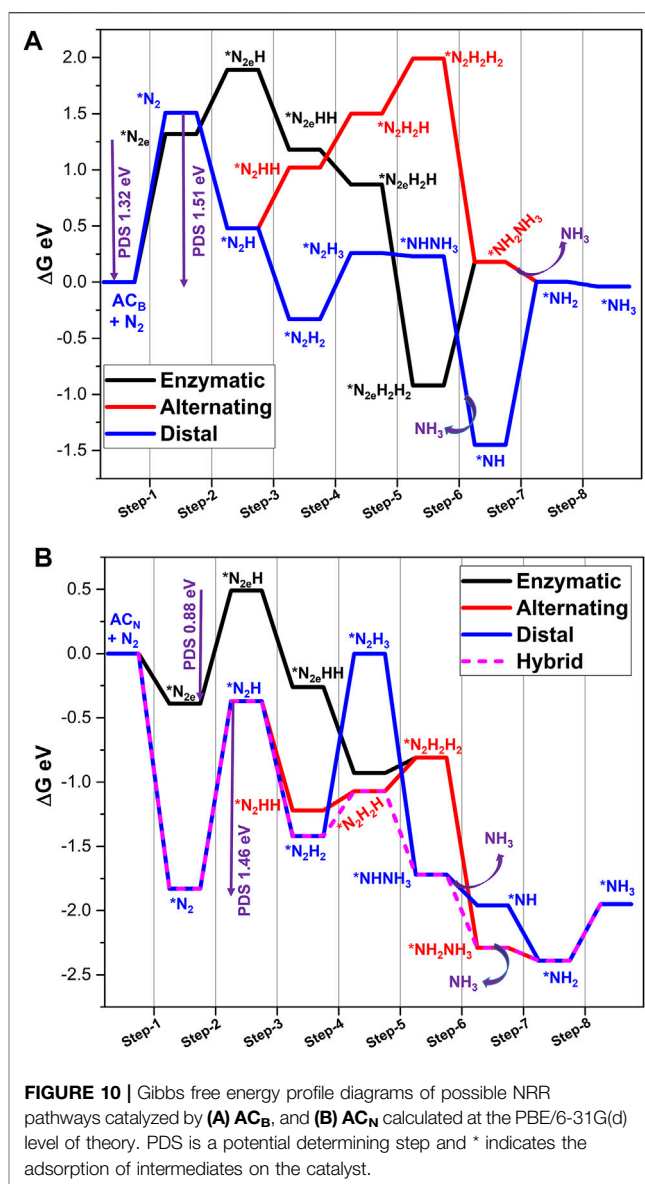 A
2.0
1.5
1.0
0.5
0.0
-0.5
-1.0
-1.5
ΔG eV
*N₂ₑH
*N₂H₂H₂
*N₂
*N₂ₑ
*N₂ₑHH
*N₂H₂H
*N₂HH
*N₂ₑH₂H
PDS 1.32 eV
PDS 1.51 eV
*N₂H
*N₂H₃
*NHNH₃
*NH₂NH₃
NH₃
AC_B
+ N₂
*N₂H₂
*NH₂
*NH₃
*N₂ₑH₂H₂
NH₃
*NH
Enzymatic
Alternating
Distal
Step-1
Step-2
Step-3
Step-4
Step-5
Step-6
Step-7
Step-8
B
0.5
0.0
-0.5
-1.0
-1.5
-2.0
-2.5
ΔG eV
AC_N
+ N₂
PDS 0.88 eV
*N₂ₑH
Enzymatic
Alternating
Distal
Hybrid
*N₂ₑ
*N₂H
*N₂ₑHH
*N₂H₃
*N₂H₂H₂
*N₂HH
*N₂H₂
*N₂H₂H
*N₂
PDS 1.46 eV
*NHNH₃
NH₃
*NH
*NH₃
*NH₂NH₃
NH₃
*NH₂
Step-1
Step-2
Step-3
Step-4
Step-5
Step-6
Step-7
Step-8
FIGURE 10 | Gibbs free energy profile diagrams of possible NRR
pathways catalyzed by (A) AC_B, and (B) AC_N calculated at the PBE/6-31G(d)
level of theory. PDS is a potential determining step and * indicates the
adsorption of intermediates on the catalyst.